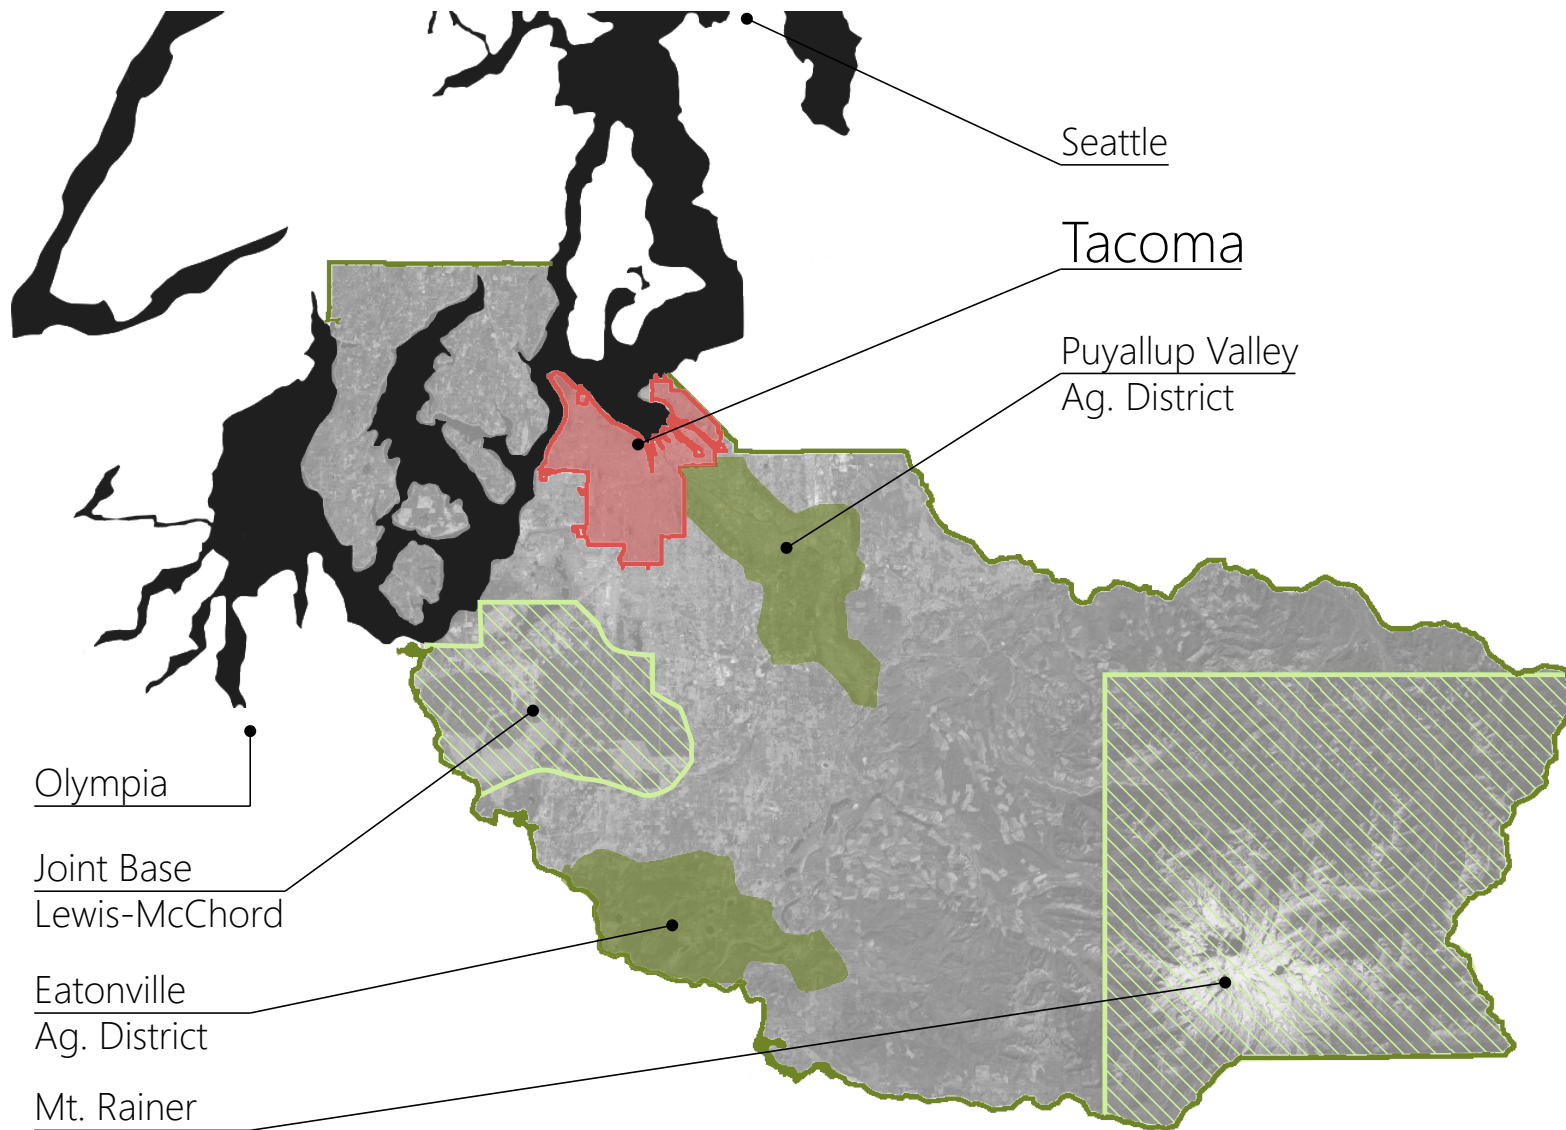 Seattle
Tacoma
Puyallup Valley
Ag. District
Olympia
Joint Base
Lewis-McChord
Eatonville
Ag. District
Mt. Rainer